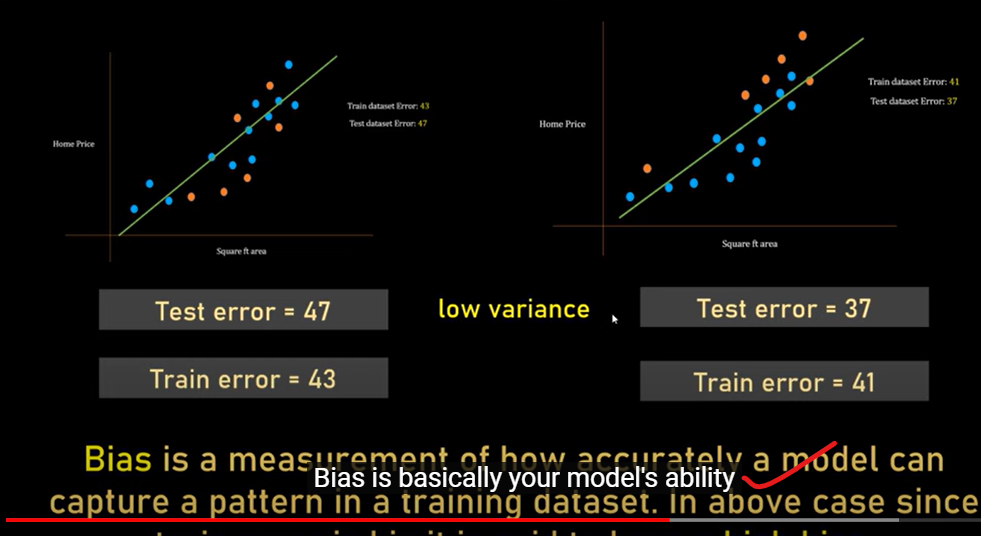 Train dataset Error: 43
Test dataset Error: 47
Home Price
Square ft area
Train dataset Error: 41
Test dataset Error: 37
Home Price
Square ft area
Test error = 47
low variance
Test error = 37
Train error = 43
Train error = 41
Bias is a measurement of how accurately a model can
Bias is basically your model's ability
capture a pattern in a training dataset. In above case since